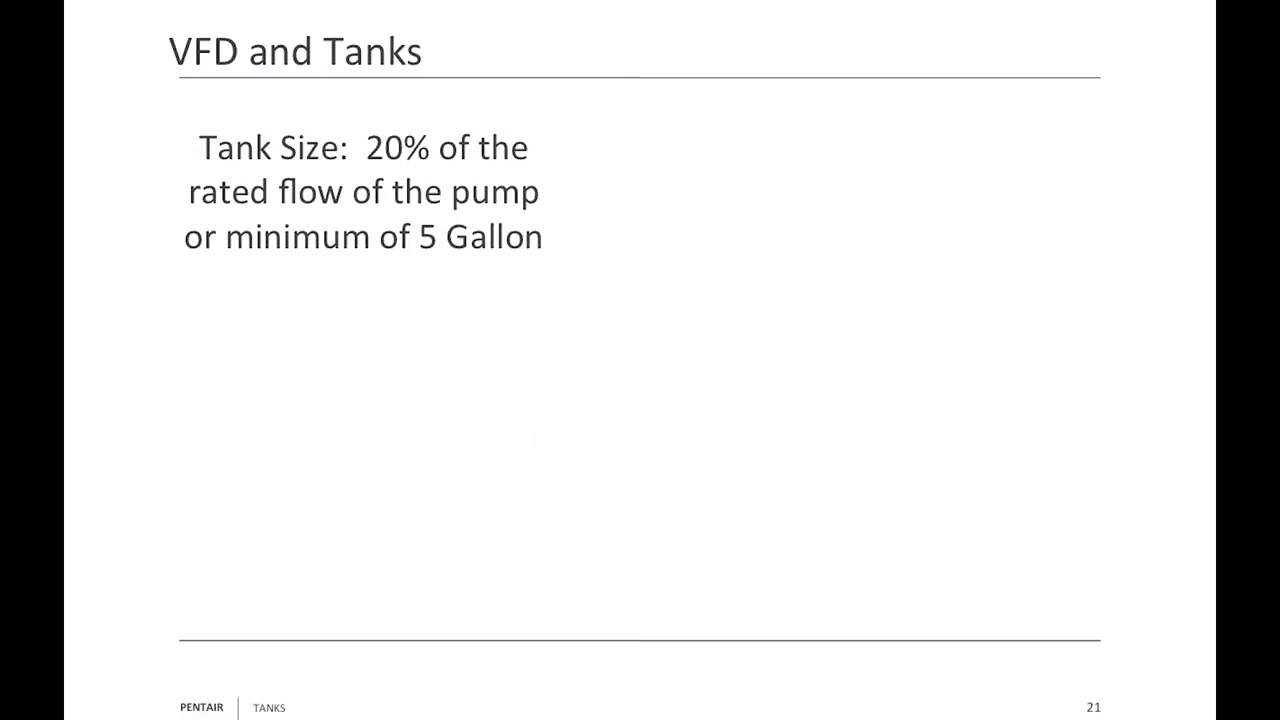 VFD and Tanks
Tank Size:  20% of the
rated flow of the pump
or minimum of 5 Gallon
PENTAIR
TANKS
21